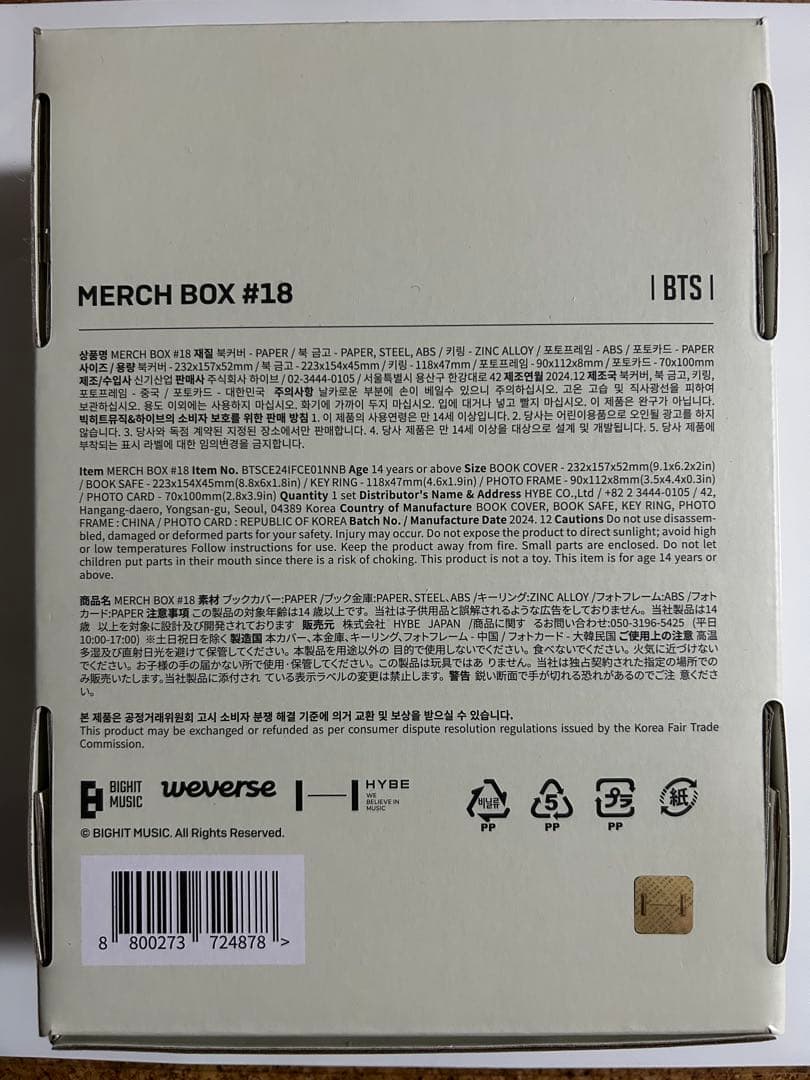 MERCH BOX #18
| BTS |
상품명 MERCH BOX #18 재질 북커버 - PAPER / 북 금고 - PAPER, STEEL, ABS / 키링 - ZINC ALLOY / 포토프레임 - ABS / 포토카드 - PAPER
사이즈 / 용량 북커버 - 232x157x52mm / 북 금고 - 223x154x45mm / 키링 - 118x47mm / 포토프레임 - 90x112x8mm / 포토카드 - 70x100mm
제조/수입사 신기산업 판매사 주식회사 하이브 / 02-3444-0105 / 서울특별시 용산구 한강대로 42 제조연월 2024.12 제조국 북커버, 북 금고, 키링,
포토프레임 - 중국 / 포토카드 - 대한민국 주의사항 날카로운 부분에 손이 베일수 있으니 주의하십시오. 고온 고습 및 직사광선을 피하여
보관하십시오. 용도 이외에는 사용하지 마십시오. 화기에 가까이 두지 마십시오. 입에 대거나 넣고 빨지 마십시오. 이 제품은 완구가 아닙니다.
빅히트뮤직&하이브의 소비자 보호를 위한 판매 방침 1. 이 제품의 사용연령은 만 14세 이상입니다. 2. 당사는 어린이용품으로 오인될 광고를 하지
않습니다. 3. 당사와 독점 계약된 지정된 장소에서만 판매합니다. 4. 당사 제품은 만 14세 이상을 대상으로 설계 및 개발됩니다. 5. 당사 제품에
부착되는 표시 라벨에 대한 임의변경을 금지합니다.
Item MERCH BOX #18 Item No. BTSCE24IFCE01NNB Age 14 years or above Size BOOK COVER - 232x157x52mm(9.1x6.2x2in)
/ BOOK SAFE - 223x154X45mm(8.8x6x1.8in) / KEY RING - 118x47mm(4.6x1.9in) / PHOTO FRAME - 90x112x8mm(3.5x4.4x0.3in)
/ PHOTO CARD - 70x100mm(2.8x3.9in) Quantity 1 set Distributor's Name & Address HYBE CO.,Ltd / +82 2 3444-0105 / 42,
Hangang-daero, Yongsan-gu, Seoul, 04389 Korea Country of Manufacture BOOK COVER, BOOK SAFE, KEY RING, PHOTO
FRAME : CHINA / PHOTO CARD : REPUBLIC OF KOREA Batch No. / Manufacture Date 2024. 12 Cautions Do not use disassem-
bled, damaged or deformed parts for your safety. Injury may occur. Do not expose the product to direct sunlight; avoid high
or low temperatures Follow instructions for use. Keep the product away from fire. Small parts are enclosed. Do not let
children put parts in their mouth since there is a risk of choking. This product is not a toy. This item is for age 14 years or
above.
商品名 MERCH BOX #18 素材 ブックカバー:PAPER /ブック金庫:PAPER、STEEL、ABS /キーリング:ZINC ALLOY /フォトフレーム:ABS /フォト
カード:PAPER 注意事項 この製品の対象年齢は14 歳以上です。当社は子供用品と誤解されるような広告をしておりません。当社製品は14
歳 以上を対象に設計及び開発されております 販売元 株式会社 HYBE JAPAN /商品に関す るお問い合わせ:050-3196-5425 (平日
10:00-17:00) ※土日祝日を除く 製造国 本カバー、本金庫、キーリング、フォトフレーム - 中国 / フォトカード - 大韓民国 ご使用上の注意 高温
多湿及び直射日光を避けて保管してください。本製品を用途以外の 目的で使用しないでください。食べないでください。火気に近づけない
でください。お子様の手の届かない所で使用・保管してください。この製品は玩具ではあ りません。当社は独占契約された指定の場所での
み販売いたします。当社製品に添付され ている表示ラベルの変更は禁止します。警告 鋭い断面で手が切れる恐れがあるのでご注 意くださ
い。
본 제품은 공정거래위원회 고시 소비자 분쟁 해결 기준에 의거 교환 및 보상을 받으실 수 있습니다.
This product may be exchanged or refunded as per consumer dispute resolution regulations issued by the Korea Fair Trade
Commission.
BIGHIT
MUSIC
weverse
HYBE
WE
BELIEVE IN
MUSIC
비닐류
PP
5
PP
プラ
PP
紙
© BIGHIT MUSIC. All Rights Reserved.
8 800273 724878 >